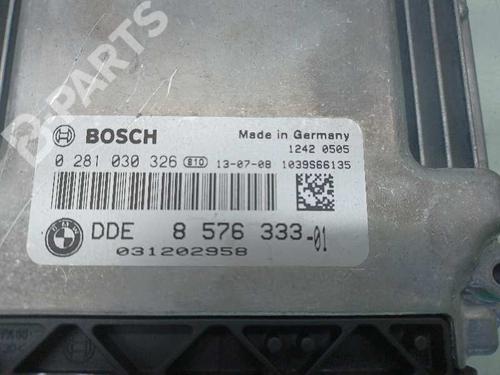 BPARTS
BOSCH
Made in Germany
1242 0505
0 281 030 326 810 13-07-08 1039S66135
DDE 8 576 333-01
031202958